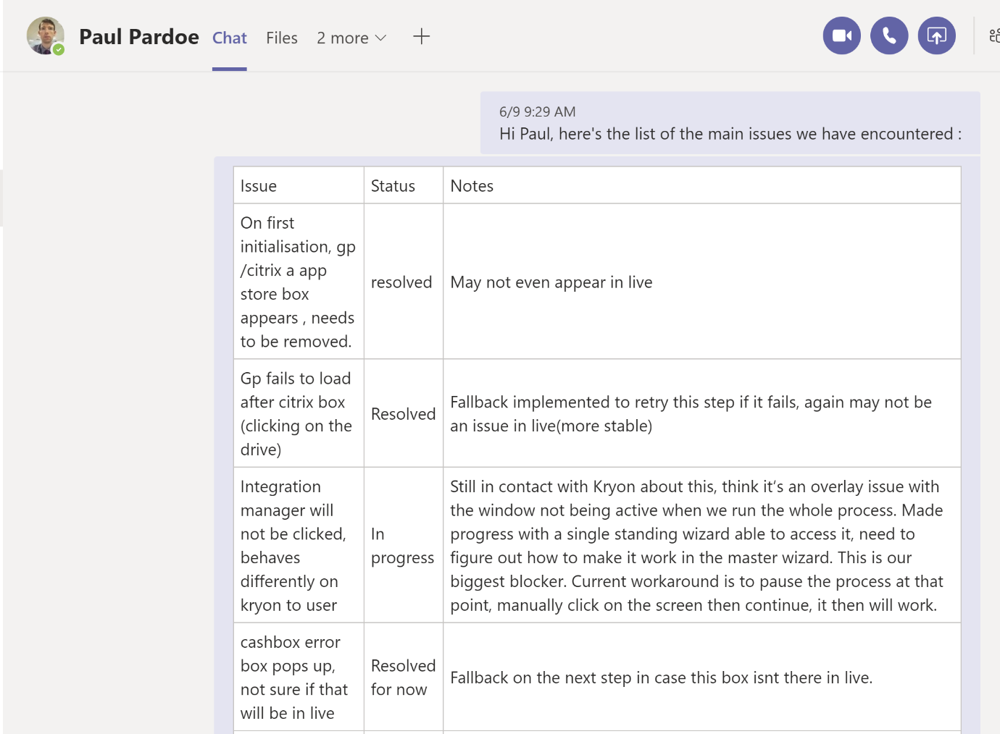 Paul Pardoe Chat Files 2 more
6/9 9:29 AM
Hi Paul, here's the list of the main issues we have encountered :
Issue Status Notes
On first
initialisation, gp
/citrix a app
store box
appears , needs
to be removed.
resolved
May not even appear in live
Gp fails to load
after citrix box
(clicking on the
drive)
Resolved
Fallback implemented to retry this step if it fails, again may not be
an issue in live(more stable)
Integration
manager will
not be clicked,
behaves
differently on
kryon to user
In
progress
Still in contact with Kryon about this, think it‘s an overlay issue with
the window not being active when we run the whole process. Made
progress with a single standing wizard able to access it, need to
figure out how to make it work in the master wizard. This is our
biggest blocker. Current workaround is to pause the process at that
point, manually click on the screen then continue, it then will work.
cashbox error
box pops up,
not sure if that
will be in live
Resolved
for now
Fallback on the next step in case this box isnt there in live.